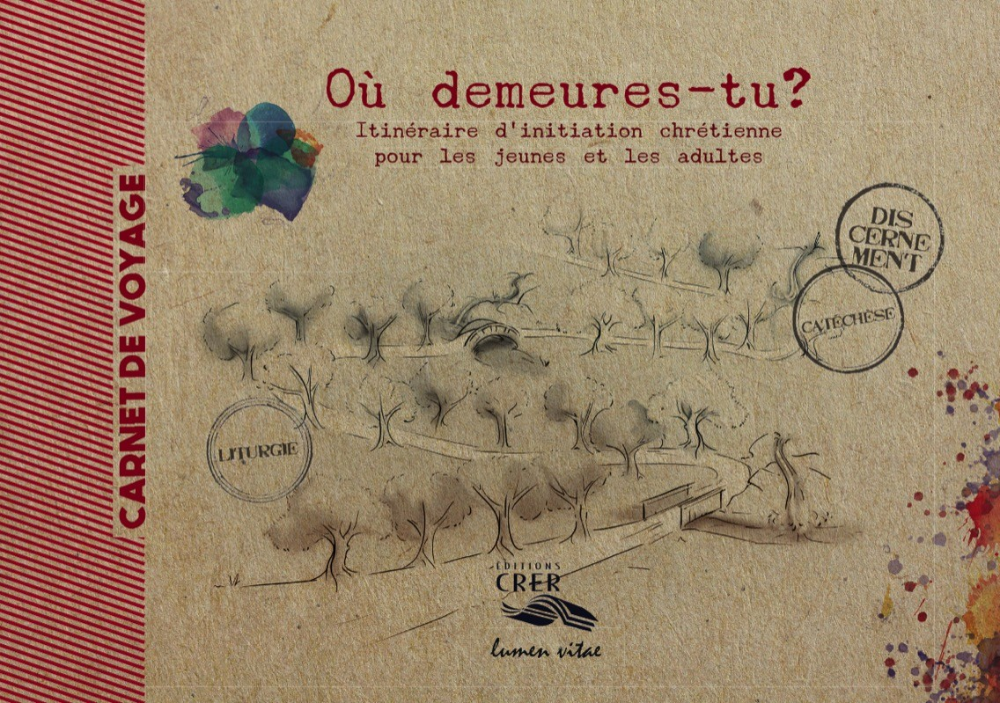 Où demeures-tu?
Itinéraire d'initiation chrétienne
pour les jeunes et les adultes
CARNET DE VOYAGE
DIS
CERNE
MENT
CATÉCHÈSE
LITURGIE
ÉDITIONS
CRER
lumen vitae